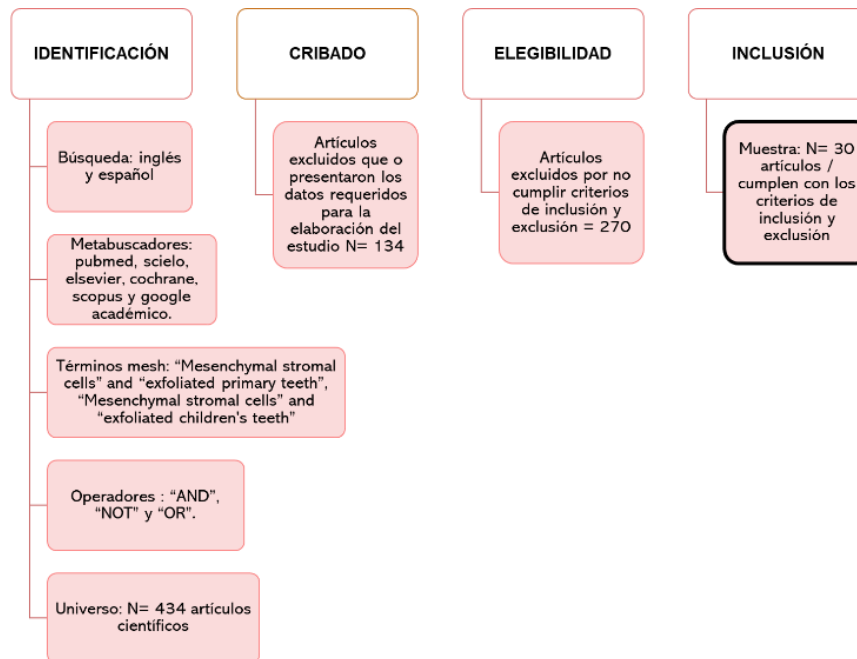 IDENTIFICACIÓN
Búsqueda: inglés
y español
Metabuscadores:
pubmed, scielo,
elsevier, cochrane,
scopus y google
académico.
Términos mesh: “Mesenchymal stromal
cells” and “exfoliated primary teeth”,
“Mesenchymal stromal cells” and
“exfoliated children's teeth”
Operadores : “AND”,
“NOT” y “OR”.
Universo: N= 434 artículos
científicos
CRIBADO
Artículos
excluidos que o
presentaron los
datos requeridos
para la
elaboración del
estudio N= 134
ELEGIBILIDAD
Artículos
excluidos por no
cumplir criterios
de inclusión y
exclusión = 270
INCLUSIÓN
Muestra: N= 30
artículos /
cumplen con los
criterios de
inclusión y
exclusión